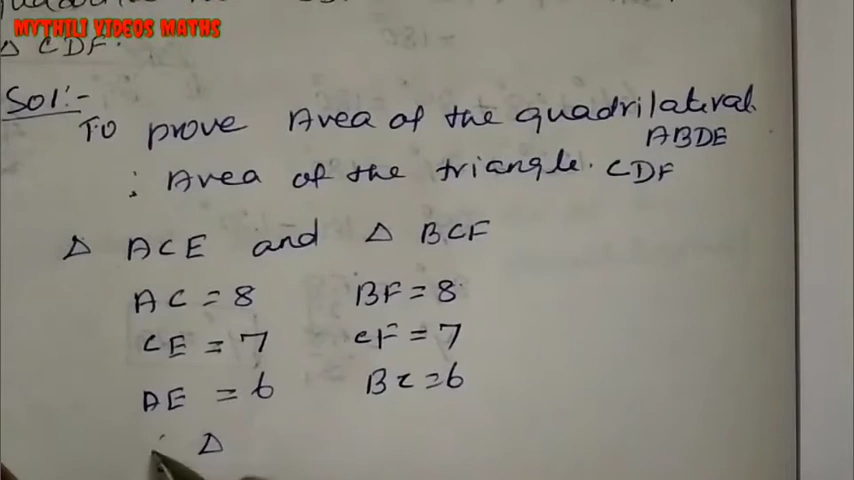 MYTHILI VIDEOS MATHS
Δ CDF.
Sol:-
To prove Area of the quadrilateral
ABDE
: Area of the triangle. CDF
Δ ACE and Δ BCF
AC = 8 BF = 8
CE = 7 CF = 7
AE = 6 BC = 6
Δ